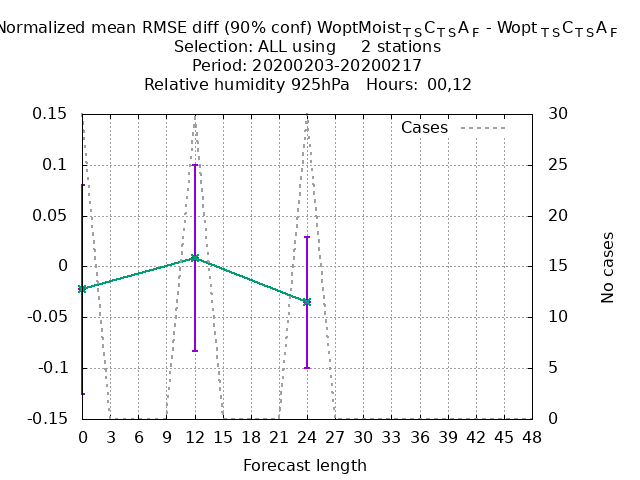 Normalized mean RMSE diff (90% conf) WoptMoist_TSC_TSA_F - Wopt_TSC_TSA_F
Selection: ALL using 2 stations
Period: 20200203-20200217
Relative humidity 925hPa Hours: 00,12
Cases
0.15
0.1
0.05
0
-0.05
-0.1
-0.15
30
25
20
15
10
5
0
No cases
0 3 6 9 12 15 18 21 24 27 30 33 36 39 42 45 48
Forecast length